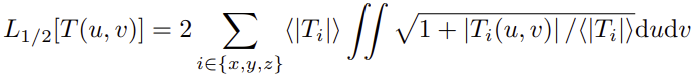 $L_{1/2}[T(u,v)] = 2 \sum_{i \in \{x,y,z\}} \langle |T_i| \rangle \iint \sqrt{1 + |T_i(u,v)| / \langle |T_i| \rangle} \mathrm{d}u\mathrm{d}v$